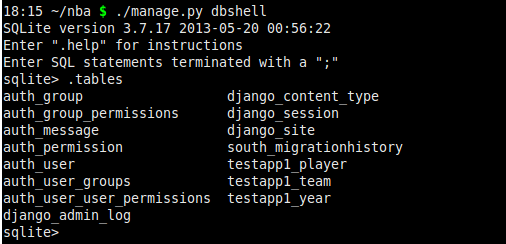 18:15 ~/nba $ ./manage.py dbshell
SQLite version 3.7.17 2013-05-20 00:56:22
Enter ".help" for instructions
Enter SQL statements terminated with a ";"
sqlite> .tables
auth_group                  django_content_type
auth_group_permissions      django_session
auth_message                django_site
auth_permission             south_migrationhistory
auth_user                   testapp1_player
auth_user_groups            testapp1_team
auth_user_user_permissions  testapp1_year
django_admin_log
sqlite>